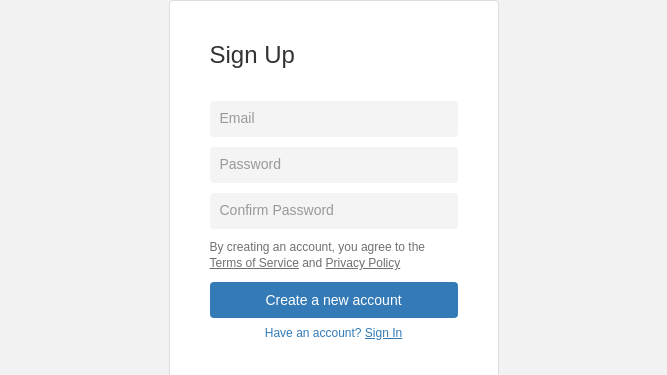 Sign Up
Email
Password
Confirm Password
By creating an account, you agree to the
Terms of Service and Privacy Policy
Create a new account
Have an account? Sign In